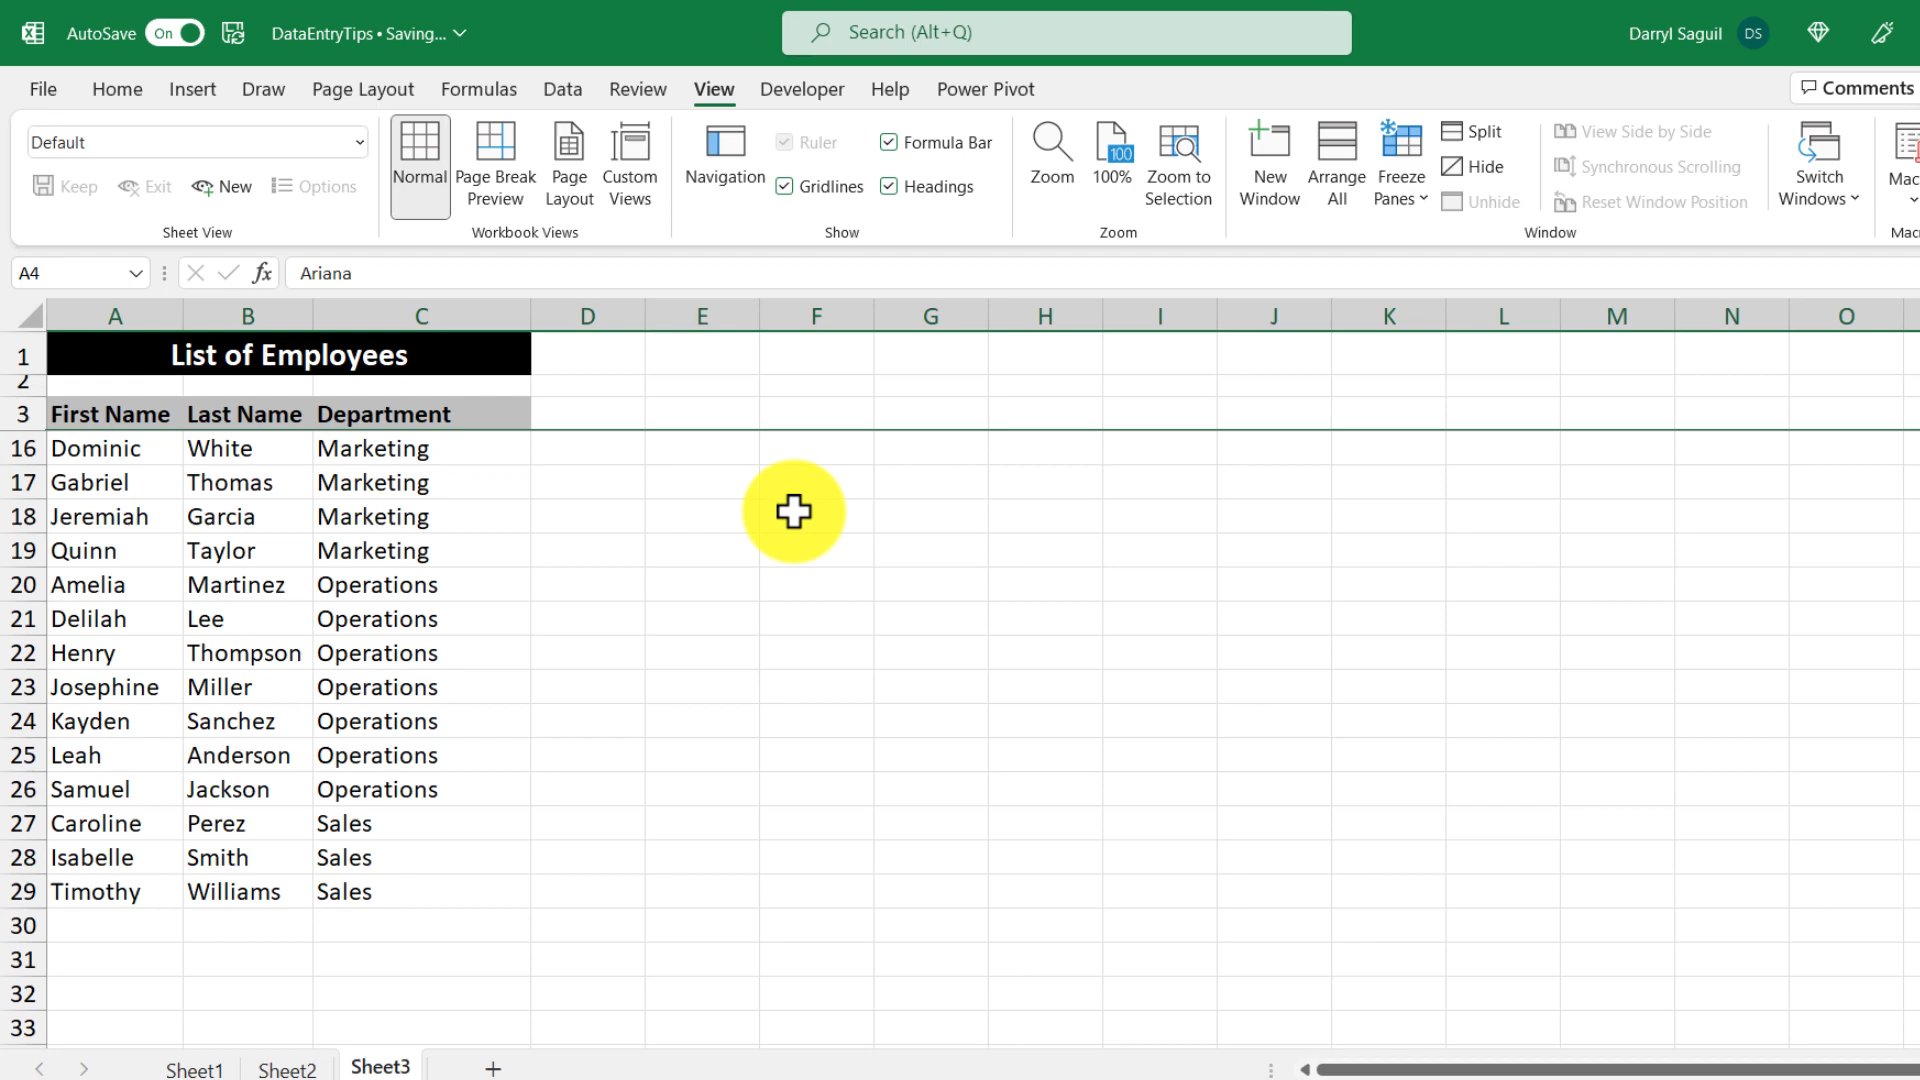 AutoSave On DataEntryTips • Saving... Search (Alt+Q) Darryl Saguil DS
File Home Insert Draw Page Layout Formulas Data Review View Developer Help Power Pivot Comments
Default
Keep Exit New Options
Sheet View
Normal
Page Break Preview
Page Layout
Custom Views
Workbook Views
Navigation
Ruler Formula Bar
Gridlines Headings
Show
Zoom
100
100%
Zoom to Selection
Zoom
New Window
Arrange All
Freeze Panes
Split
Hide
Unhide
View Side by Side
Synchronous Scrolling
Reset Window Position
Window
Switch Windows
Mac
Mac
A4 fx Ariana
A B C D E F G H I J K L M N O
1 List of Employees
2
3 First Name Last Name Department
16 Dominic White Marketing
17 Gabriel Thomas Marketing
18 Jeremiah Garcia Marketing
19 Quinn Taylor Marketing
20 Amelia Martinez Operations
21 Delilah Lee Operations
22 Henry Thompson Operations
23 Josephine Miller Operations
24 Kayden Sanchez Operations
25 Leah Anderson Operations
26 Samuel Jackson Operations
27 Caroline Perez Sales
28 Isabelle Smith Sales
29 Timothy Williams Sales
30
31
32
33
Sheet1 Sheet2 Sheet3